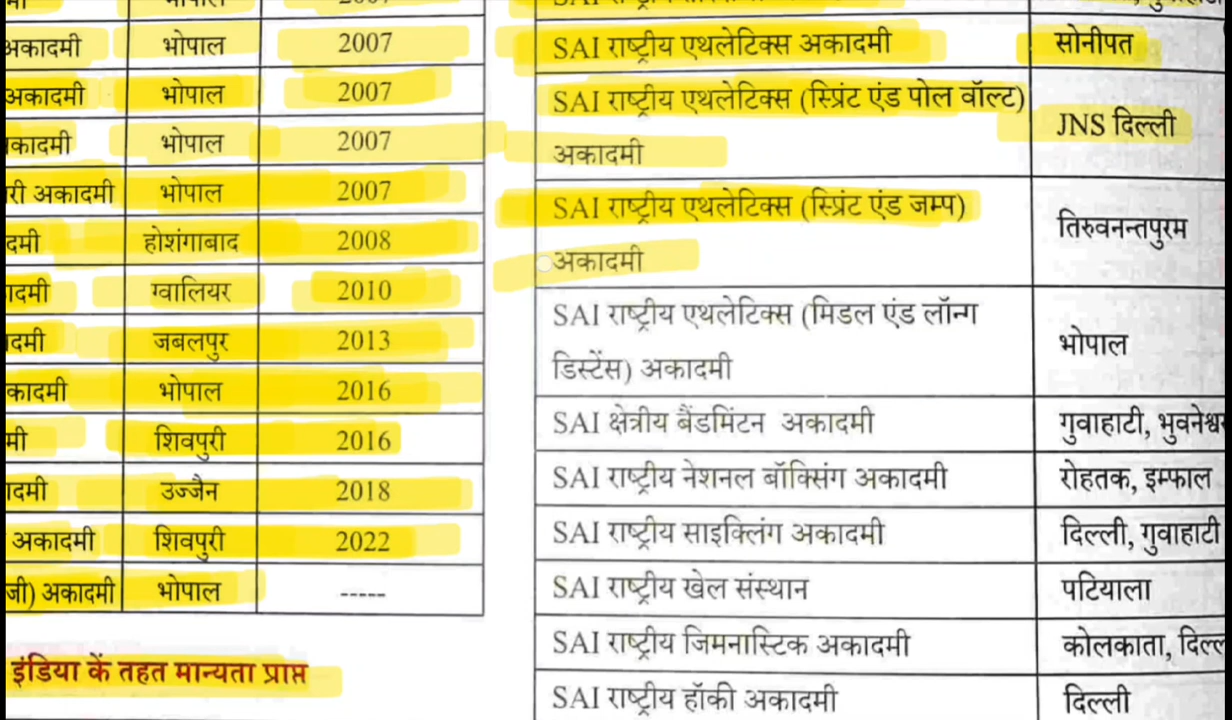 अकादमी भोपाल 2007
अकादमी भोपाल 2007
कादमी भोपाल 2007
री अकादमी भोपाल 2007
दमी होशंगाबाद 2008
ादमी ग्वालियर 2010
दमी जबलपुर 2013
कादमी भोपाल 2016
मी शिवपुरी 2016
ादमी उज्जैन 2018
अकादमी शिवपुरी 2022
जी) अकादमी भोपाल -----
इंडिया कें तहत मान्यता प्राप्त
SAI राष्ट्रीय एथलेटिक्स अकादमी सोनीपत
SAI राष्ट्रीय एथलेटिक्स (स्प्रिंट एंड पोल वॉल्ट)
अकादमी
JNS दिल्ली
SAI राष्ट्रीय एथलेटिक्स (स्प्रिंट एंड जम्प)
अकादमी
तिरुवनन्तपुरम
SAI राष्ट्रीय एथलेटिक्स (मिडल एंड लॉन्ग
डिस्टेंस) अकादमी
भोपाल
SAI क्षेत्रीय बैंडमिंटन अकादमी गुवाहाटी, भुवनेश्व
SAI राष्ट्रीय नेशनल बॉक्सिंग अकादमी रोहतक, इम्फाल
SAI राष्ट्रीय साइक्लिंग अकादमी दिल्ली, गुवाहाटी
SAI राष्ट्रीय खेल संस्थान पटियाला
SAI राष्ट्रीय जिमनास्टिक अकादमी कोलकाता, दिल्ल
SAI राष्ट्रीय हॉकी अकादमी दिल्ली